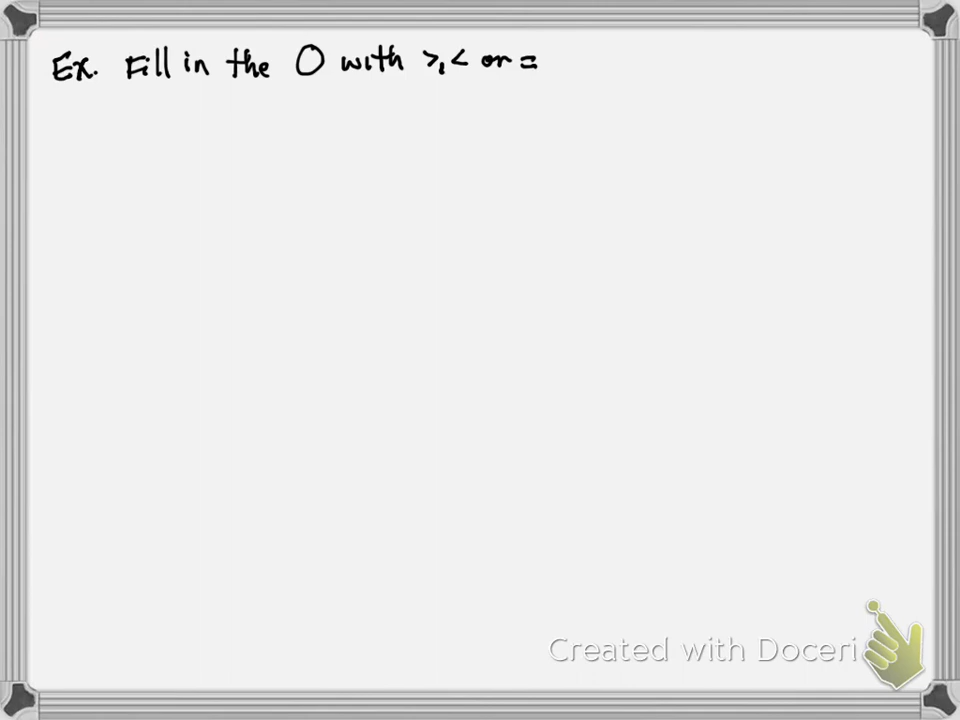 Ex. Fill in the O with >, < or =
Created with Doceri